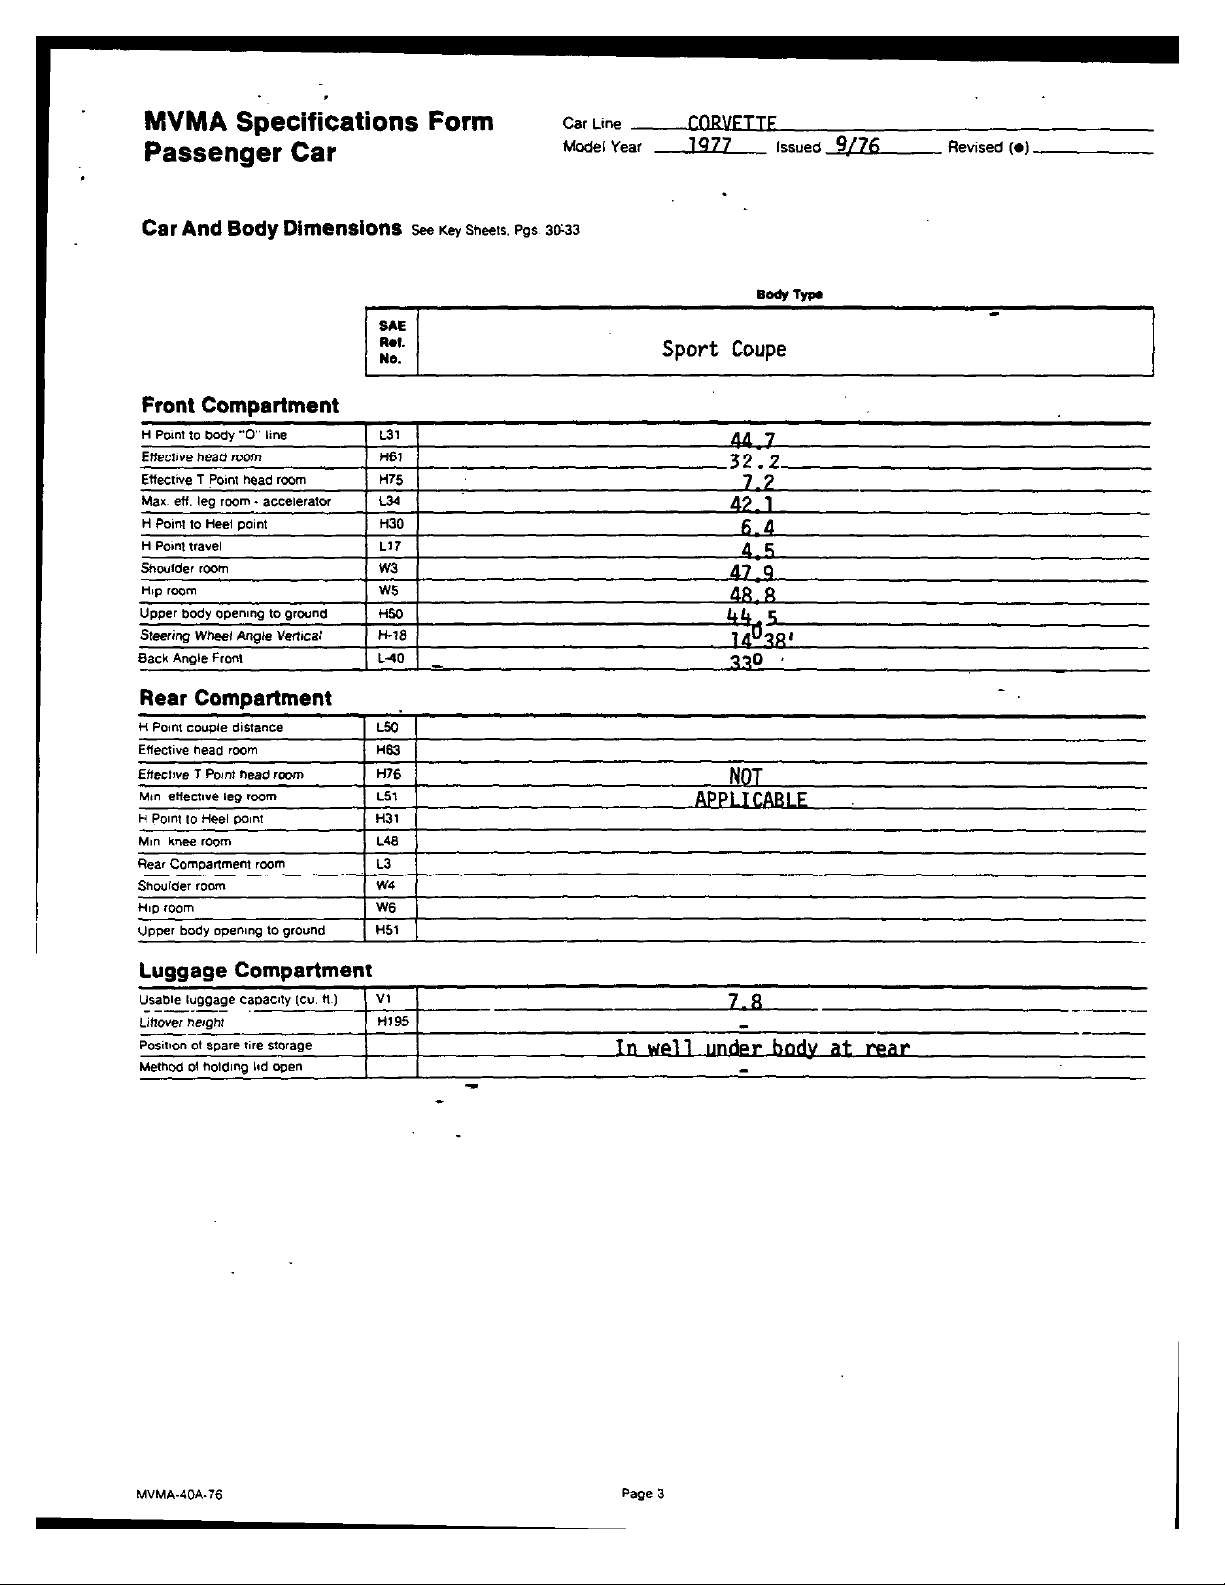 MVMA Specifications Form
Passenger Car
Car Line CORVETTE
Model Year 1977 Issued 9/76 Revised (●)
Car And Body Dimensions See Key Sheets, Pgs. 30-33
Body Type
SAE
Ref.
No.
Sport Coupe
Front Compartment
H Point to body "O" line L31 44.7
Effective head room H61 32.2
Effective T Point head room H75 7.2
Max. eff. leg room - accelerator L34 42.1
H Point to Heel point H30 6.4
H Point travel L17 4.5
Shoulder room W3 47.9
Hip room W5 48.8
Upper body opening to ground H50 44.5
Steering Wheel Angle Vertical H-18 14°38'
Back Angle Front L-40 33°
Rear Compartment
H Point couple distance L50
Effective head room H63
Effective T Point head room H76 NOT
Min effective leg room L51 APPLICABLE
H Point to Heel point H31
Min knee room L48
Rear Compartment room L3
Shoulder room W4
Hip room W6
Upper body opening to ground H51
Luggage Compartment
Usable luggage capacity (cu. ft.) V1 7.8
Liftover height H195 -
Position of spare tire storage In well under body at rear
Method of holding lid open -
MVMA-40A-76 Page 3